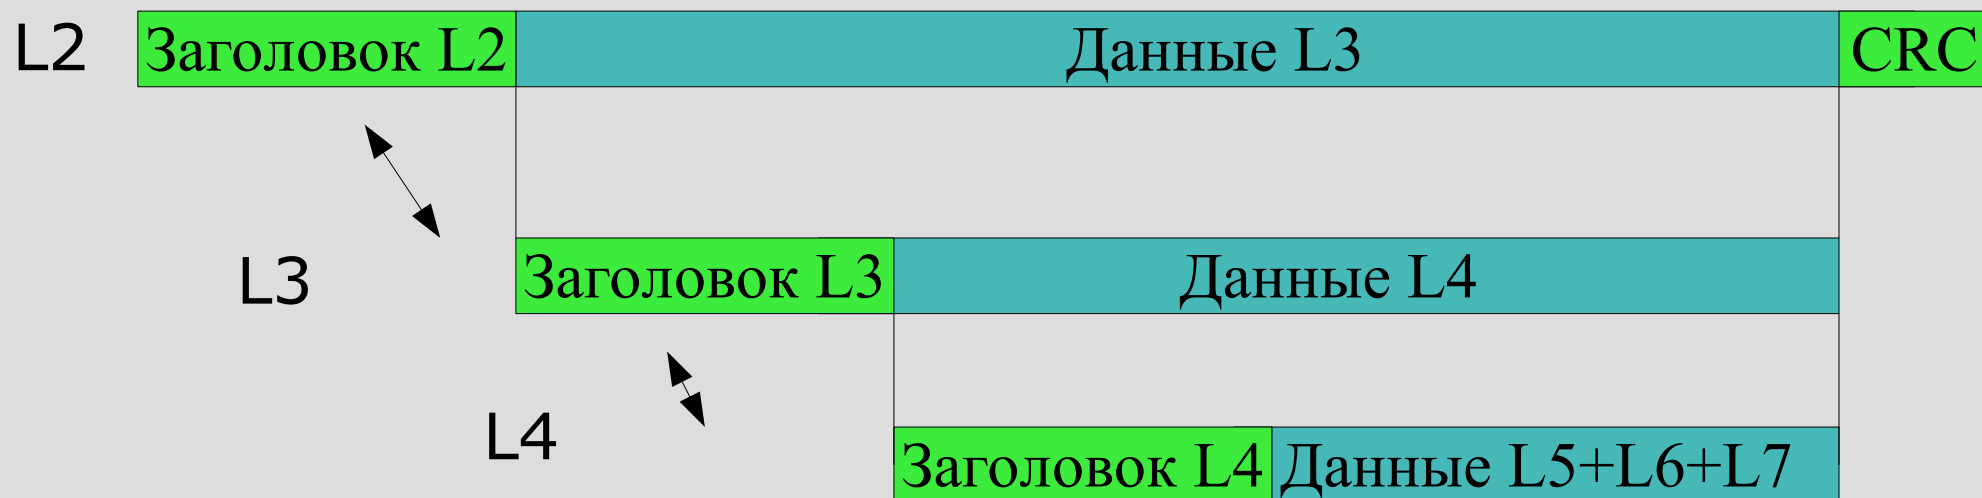 L2 Заголовок L2 Данные L3 CRC
L3 Заголовок L3 Данные L4
L4 Заголовок L4 Данные L5+L6+L7